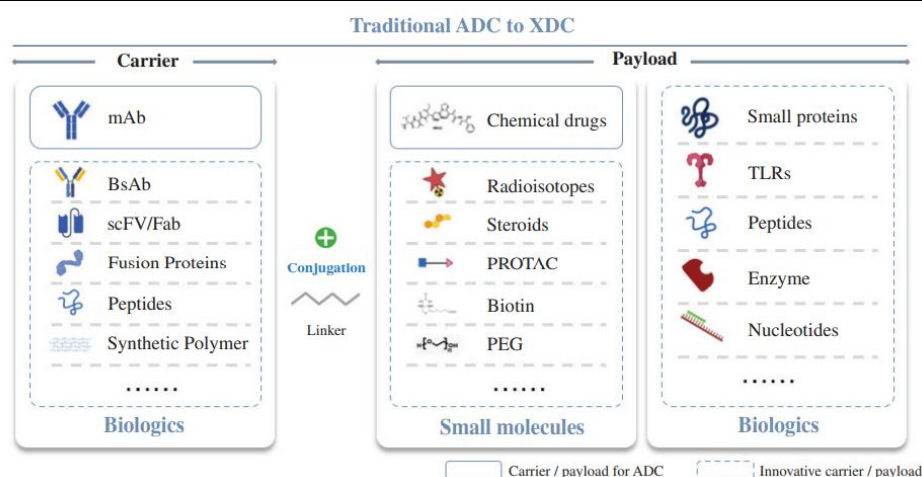 Traditional ADC to XDC
Carrier
mAb
BsAb
scFV/Fab
Fusion Proteins
Peptides
Synthetic Polymer
......
Biologics
Conjugation
Linker
Payload
Chemical drugs
Radioisotopes
Steroids
PROTAC
Biotin
PEG
......
Small molecules
Small proteins
TLRs
Peptides
Enzyme
Nucleotides
......
Biologics
Carrier / payload for ADC
Innovative carrier / payload